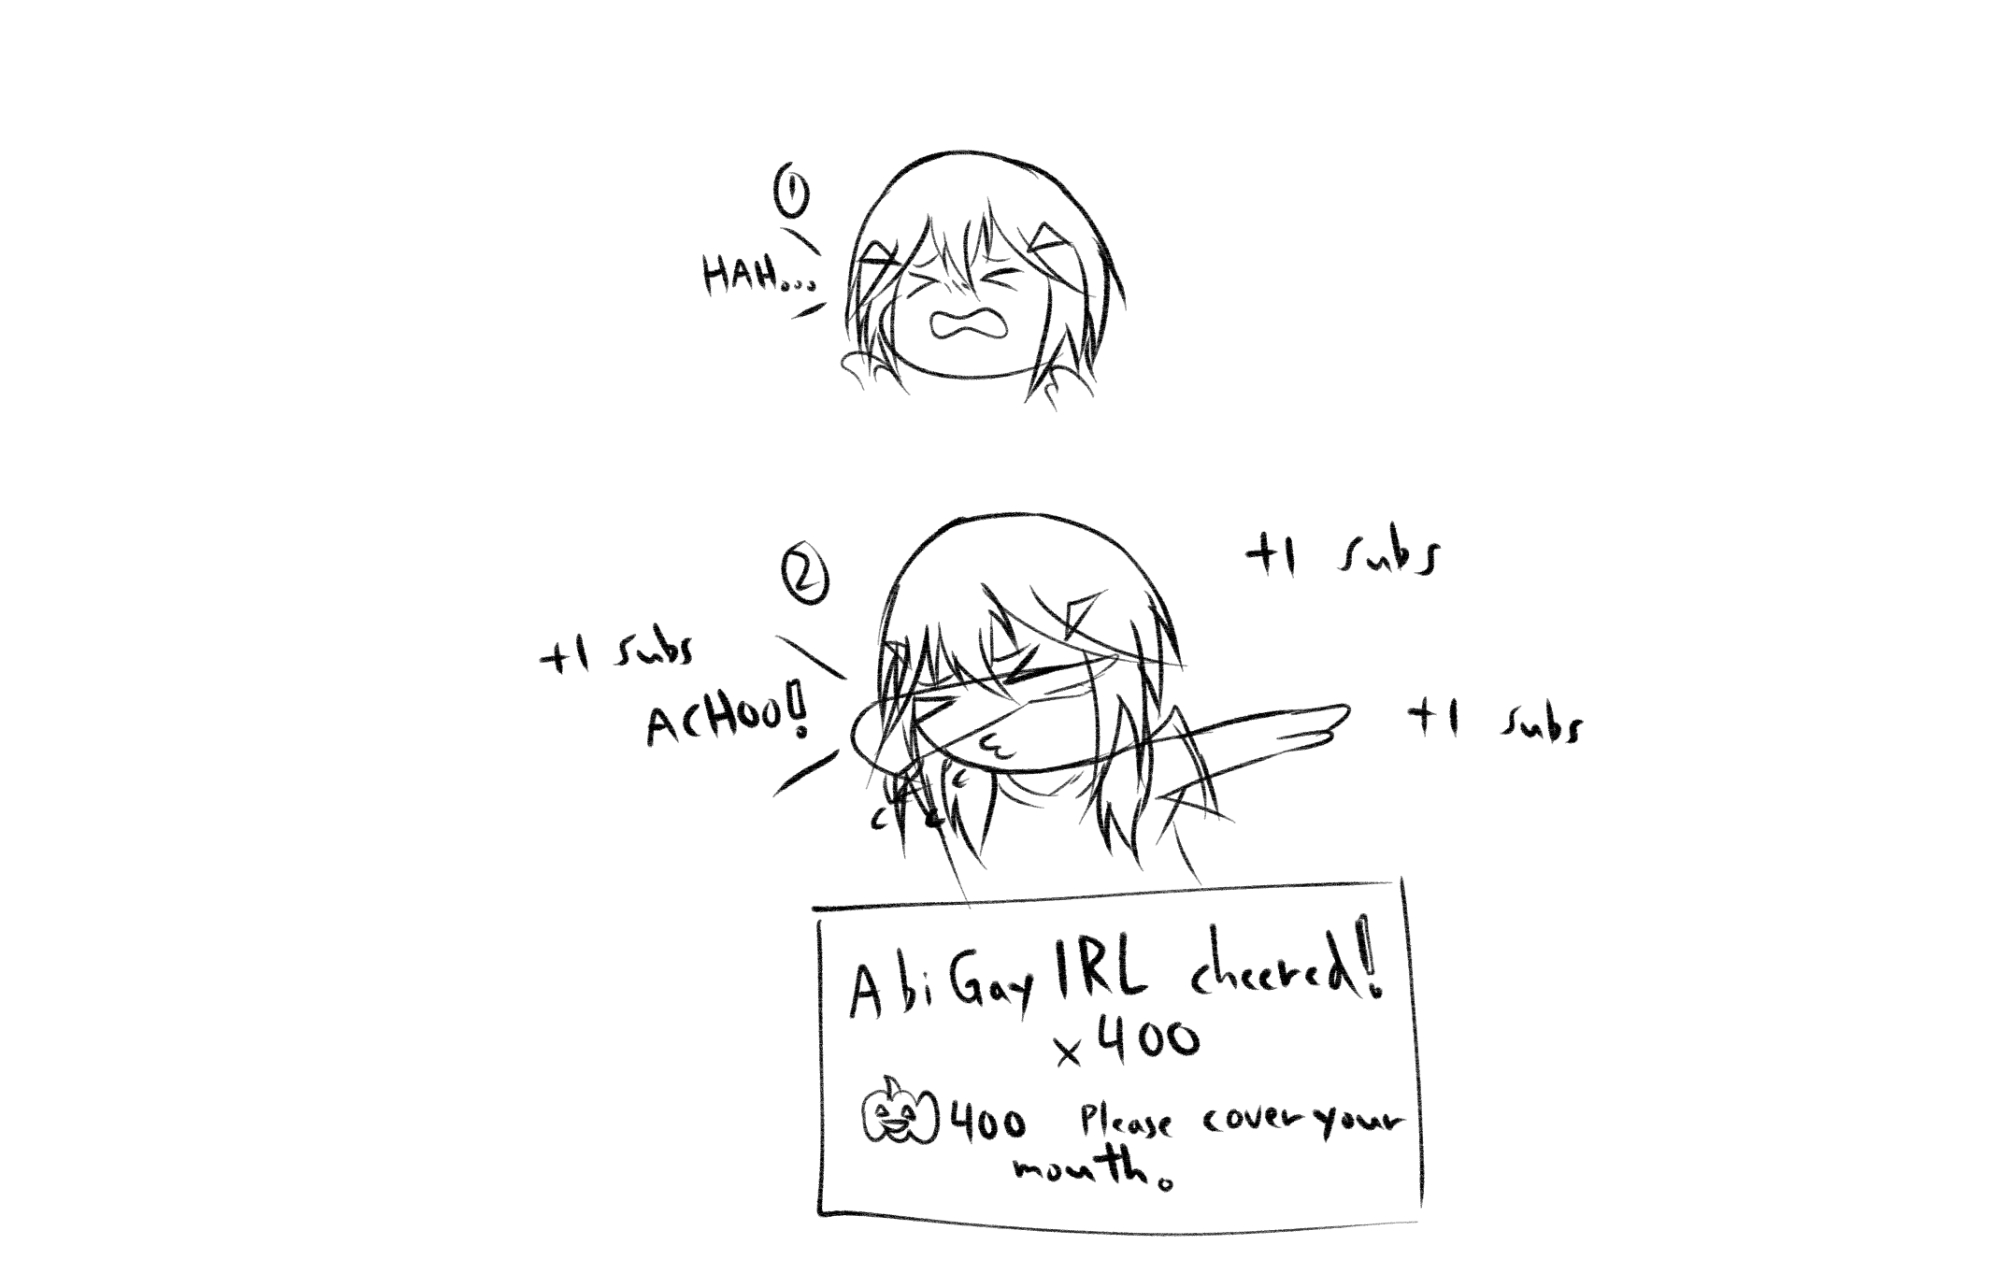 1
HAH...
2
+1 subs
+1 subs
ACHOO!
+1 subs
AbiGayIRL cheered!
x400
400 Please cover your
mouth.